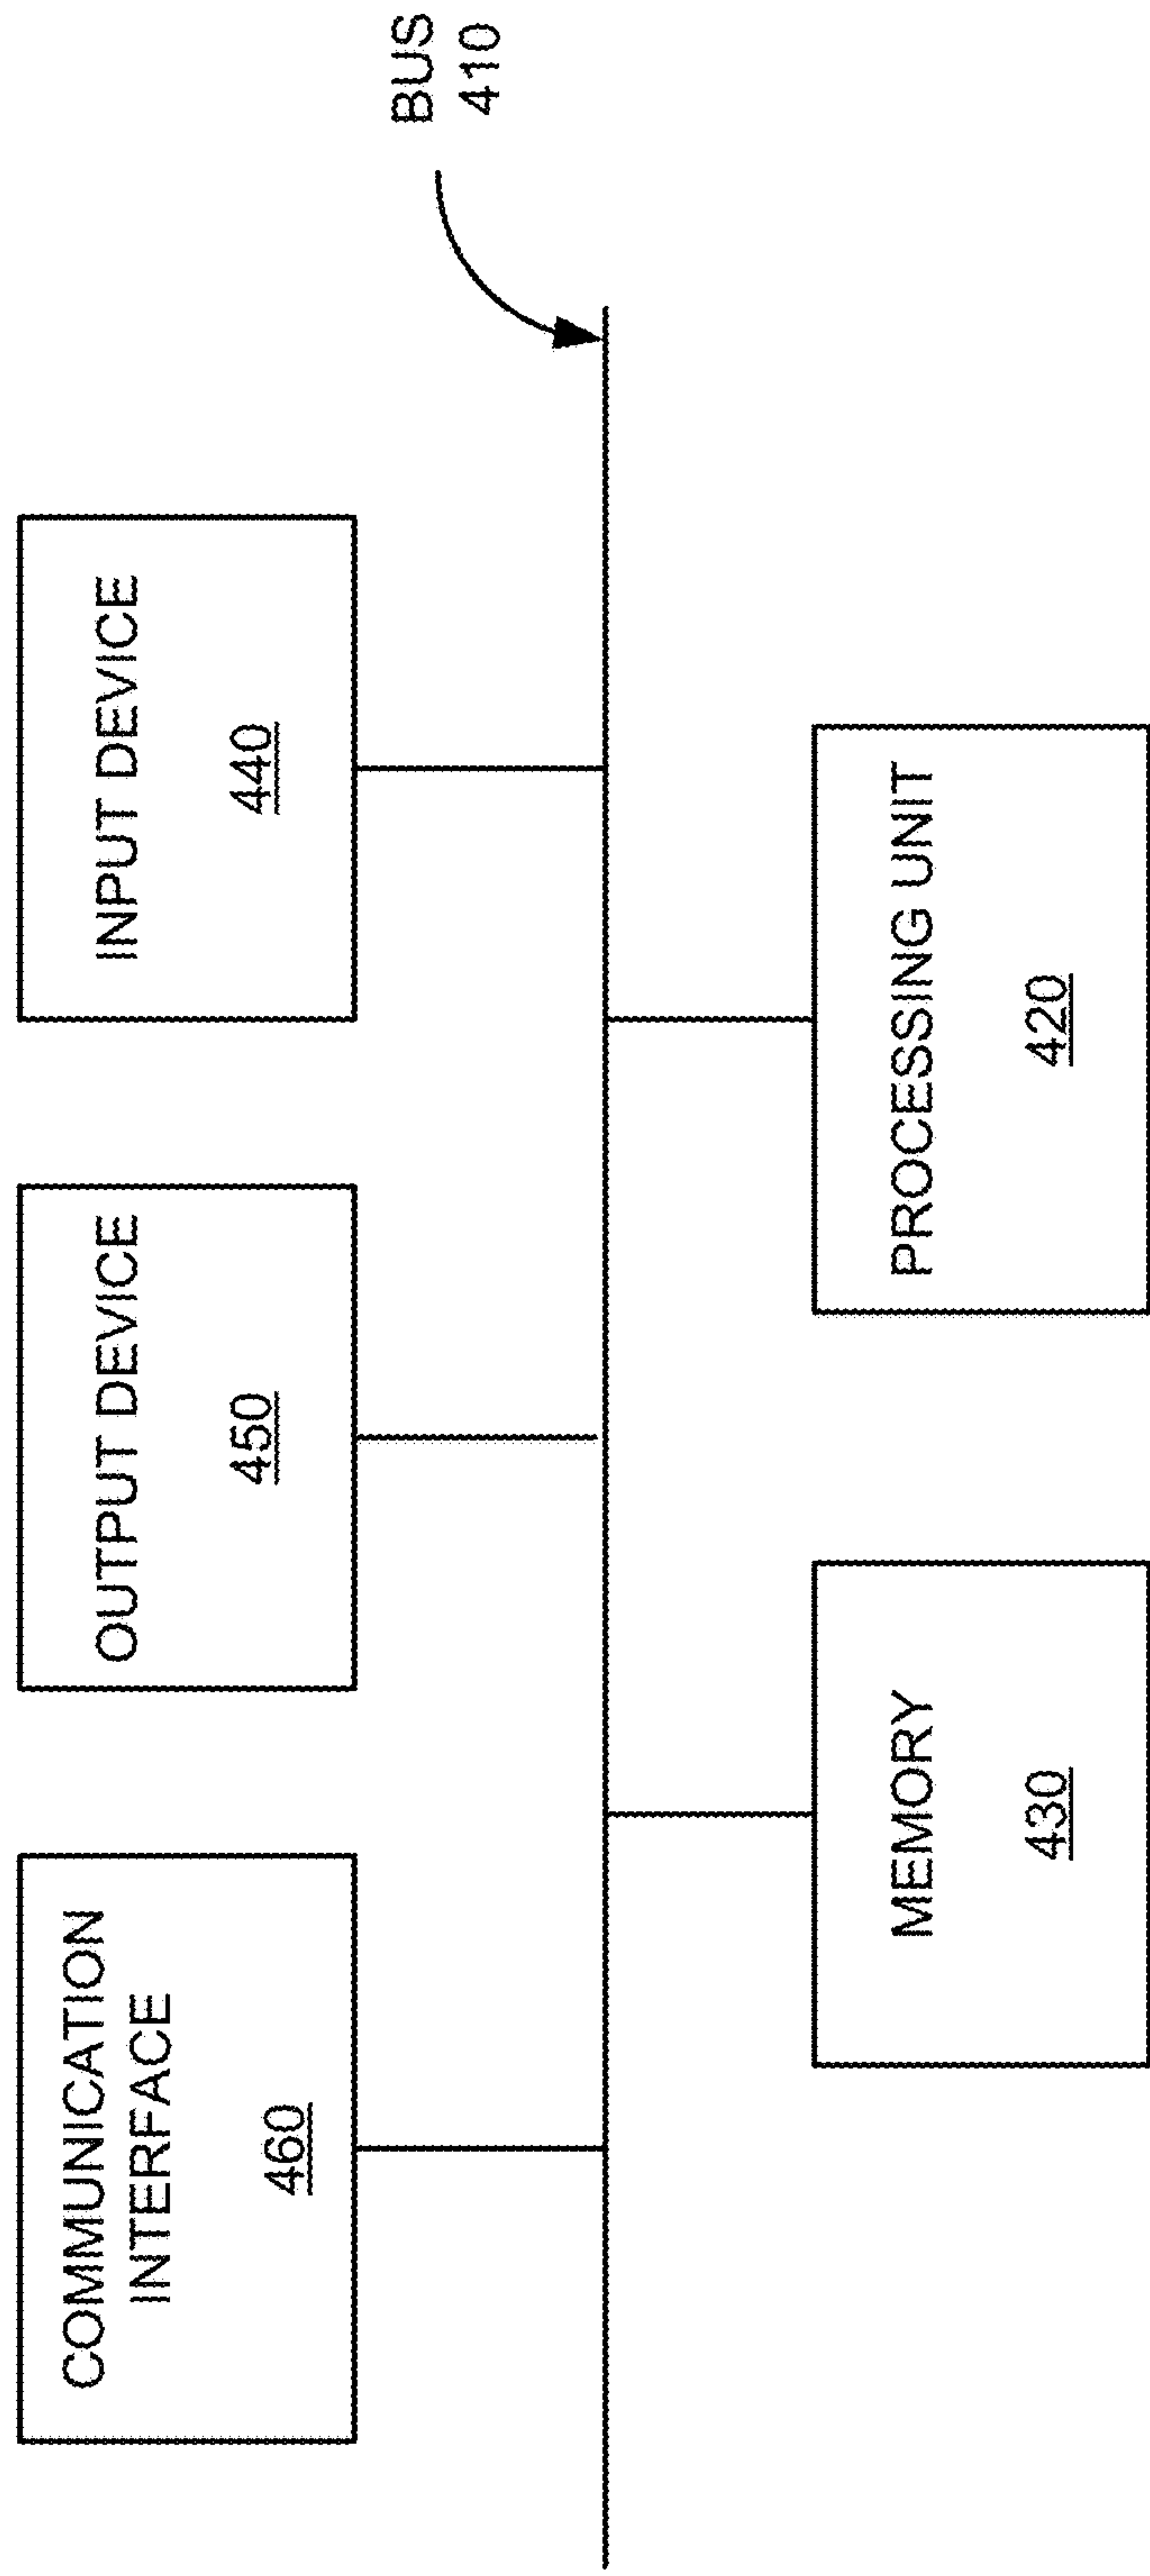 COMMUNICATION
INTERFACE
460
OUTPUT DEVICE
450
INPUT DEVICE
440
BUS
410
MEMORY
430
PROCESSING UNIT
420